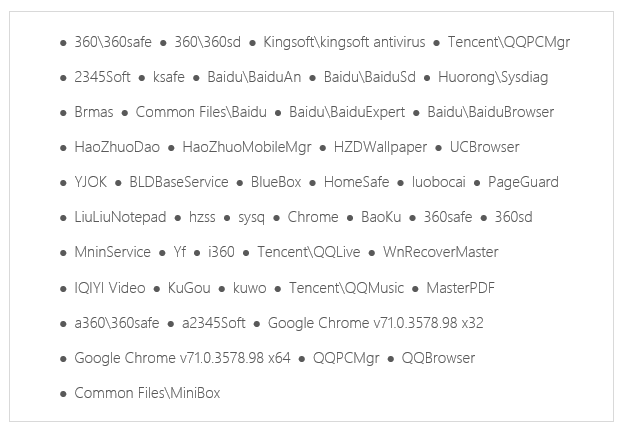 ● 360\360safe ● 360\360sd ● Kingsoft\kingsoft antivirus ● Tencent\QQPCMgr
● 2345Soft ● ksafe ● Baidu\BaiduAn ● Baidu\BaiduSd ● Huorong\Sysdiag
● Brmas ● Common Files\Baidu ● Baidu\BaiduExpert ● Baidu\BaiduBrowser
● HaoZhuoDao ● HaoZhuoMobileMgr ● HZDWallpaper ● UCBrowser
● YJOK ● BLDBaseService ● BlueBox ● HomeSafe ● luobocai ● PageGuard
● LiuLiuNotepad ● hzss ● sysq ● Chrome ● BaoKu ● 360safe ● 360sd
● MninService ● Yf ● i360 ● Tencent\QQLive ● WnRecoverMaster
● IQIYI Video ● KuGou ● kuwo ● Tencent\QQMusic ● MasterPDF
● a360\360safe ● a2345Soft ● Google Chrome v71.0.3578.98 x32
● Google Chrome v71.0.3578.98 x64 ● QQPCMgr ● QQBrowser
● Common Files\MiniBox